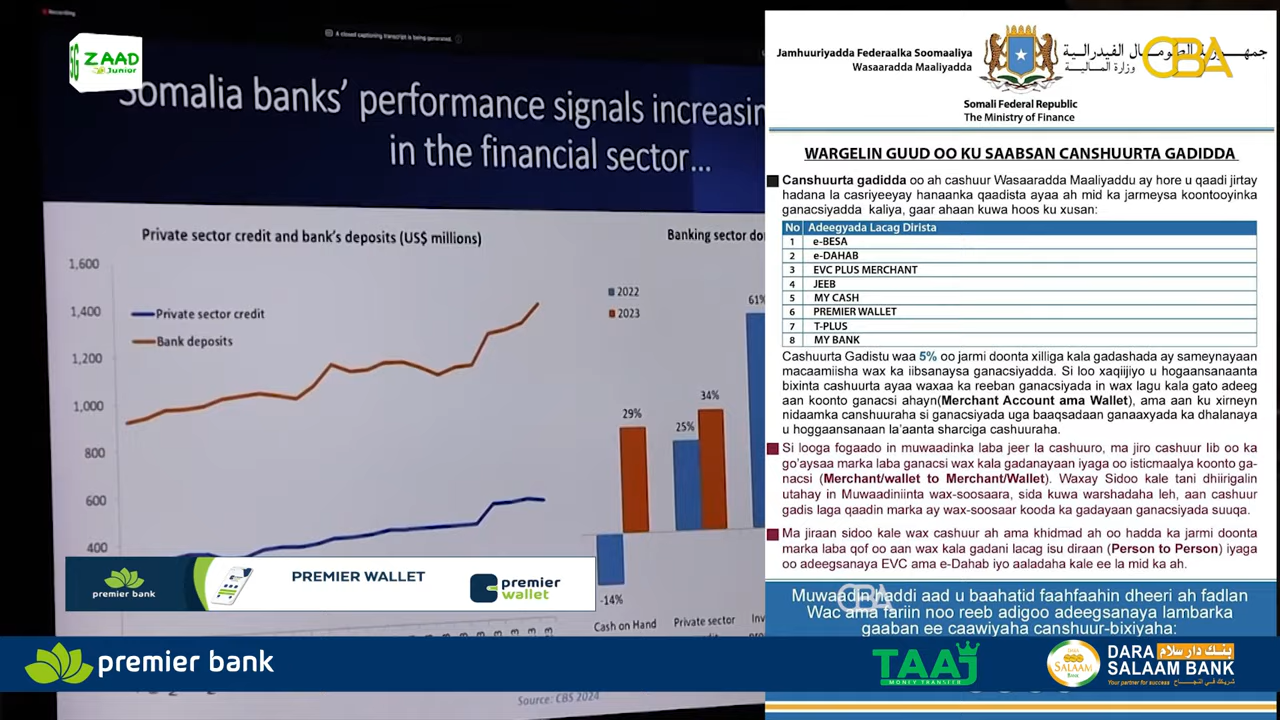 Recording
A closed captioning transcript is being generated.
ZAAD
Junior
Somalia banks' performance signals increasin
in the financial sector...
Private sector credit and bank's deposits (US$ millions)
1,600
1,400
1,200
1,000
800
600
400
Private sector credit
Bank deposits
Banking sector do
2022
2023
61%
29%
25%
34%
-14%
Cash on Hand
Private sector
Source: CBS 2024
premier bank
PREMIER WALLET
premier
wallet
Jamhuuriyadda Federaalka Soomaaliya
Wasaaradda Maaliyadda
وزارة المالية
CBA
Somali Federal Republic
The Ministry of Finance
WARGELIN GUUD OO KU SAABSAN CANSHUURTA GADIDDA
Canshuurta gadidda oo ah cashuur Wasaaradda Maaliyaddu ay hore u qaadi jirtay
hadana la casriyeeyay hanaanka qaadista ayaa ah mid ka jarmeysa koontooyinka
ganacsiyadda kaliya, gaar ahaan kuwa hoos ku xusan:
No Adeegyada Lacag Dirista
1 e-BESA
2 e-DAHAB
3 EVC PLUS MERCHANT
4 JEEB
5 MY CASH
6 PREMIER WALLET
7 T-PLUS
8 MY BANK
Cashuurta Gadistu waa 5% oo jarmi doonta xilliga kala gadashada ay sameynayaan
macaamiisha wax ka iibsanaysa ganacsiyadda. Si loo xaqiijiyo u hogaansanaanta
bixinta cashuurta ayaa waxaa ka reeban ganacsiyada in wax lagu kala gato adeeg
aan koonto ganacsi ahayn(Merchant Account ama Wallet), ama aan ku xirneyn
nidaamka canshuuraha si ganacsiyada uga baaqsadaan ganaaxyada ka dhalanaya
u hoggaansanaan la'aanta sharciga cashuuraha.
Si looga fogaado in muwaadinka laba jeer la cashuuro, ma jiro cashuur lib oo ka
go'aysaa marka laba ganacsi wax kala gadanayaan iyaga oo isticmaalya koonto ga-
nacsi (Merchant/wallet to Merchant/Wallet). Waxay Sidoo kale tani dhiirigalin
utahay in Muwaadiniinta wax-soosaara, sida kuwa warshadaha leh, aan cashuur
gadis laga qaadin marka ay wax-soosaar kooda ka gadayaan ganacsiyada suuqa.
Ma jiraan sidoo kale wax cashuur ah ama khidmad ah oo hadda ka jarmi doonta
marka laba qof oo aan wax kala gadani lacag isu diraan (Person to Person) iyaga
oo adeegsanaya EVC ama e-Dahab iyo aaladaha kale ee la mid ka ah.
Muwaadin haddi aad u baahatid faahfaahin dheeri ah fadlan
Wac ama fariin noo reeb adigoo adeegsanaya lambarka
gaaban ee caawiyaha canshuur-bixiyaha:
CBA
premier bank
TAAJ
MONEY TRANSFER
DARA بنك دار سلام
SALAAM BANK
Your partner for success شريكك في النجاح